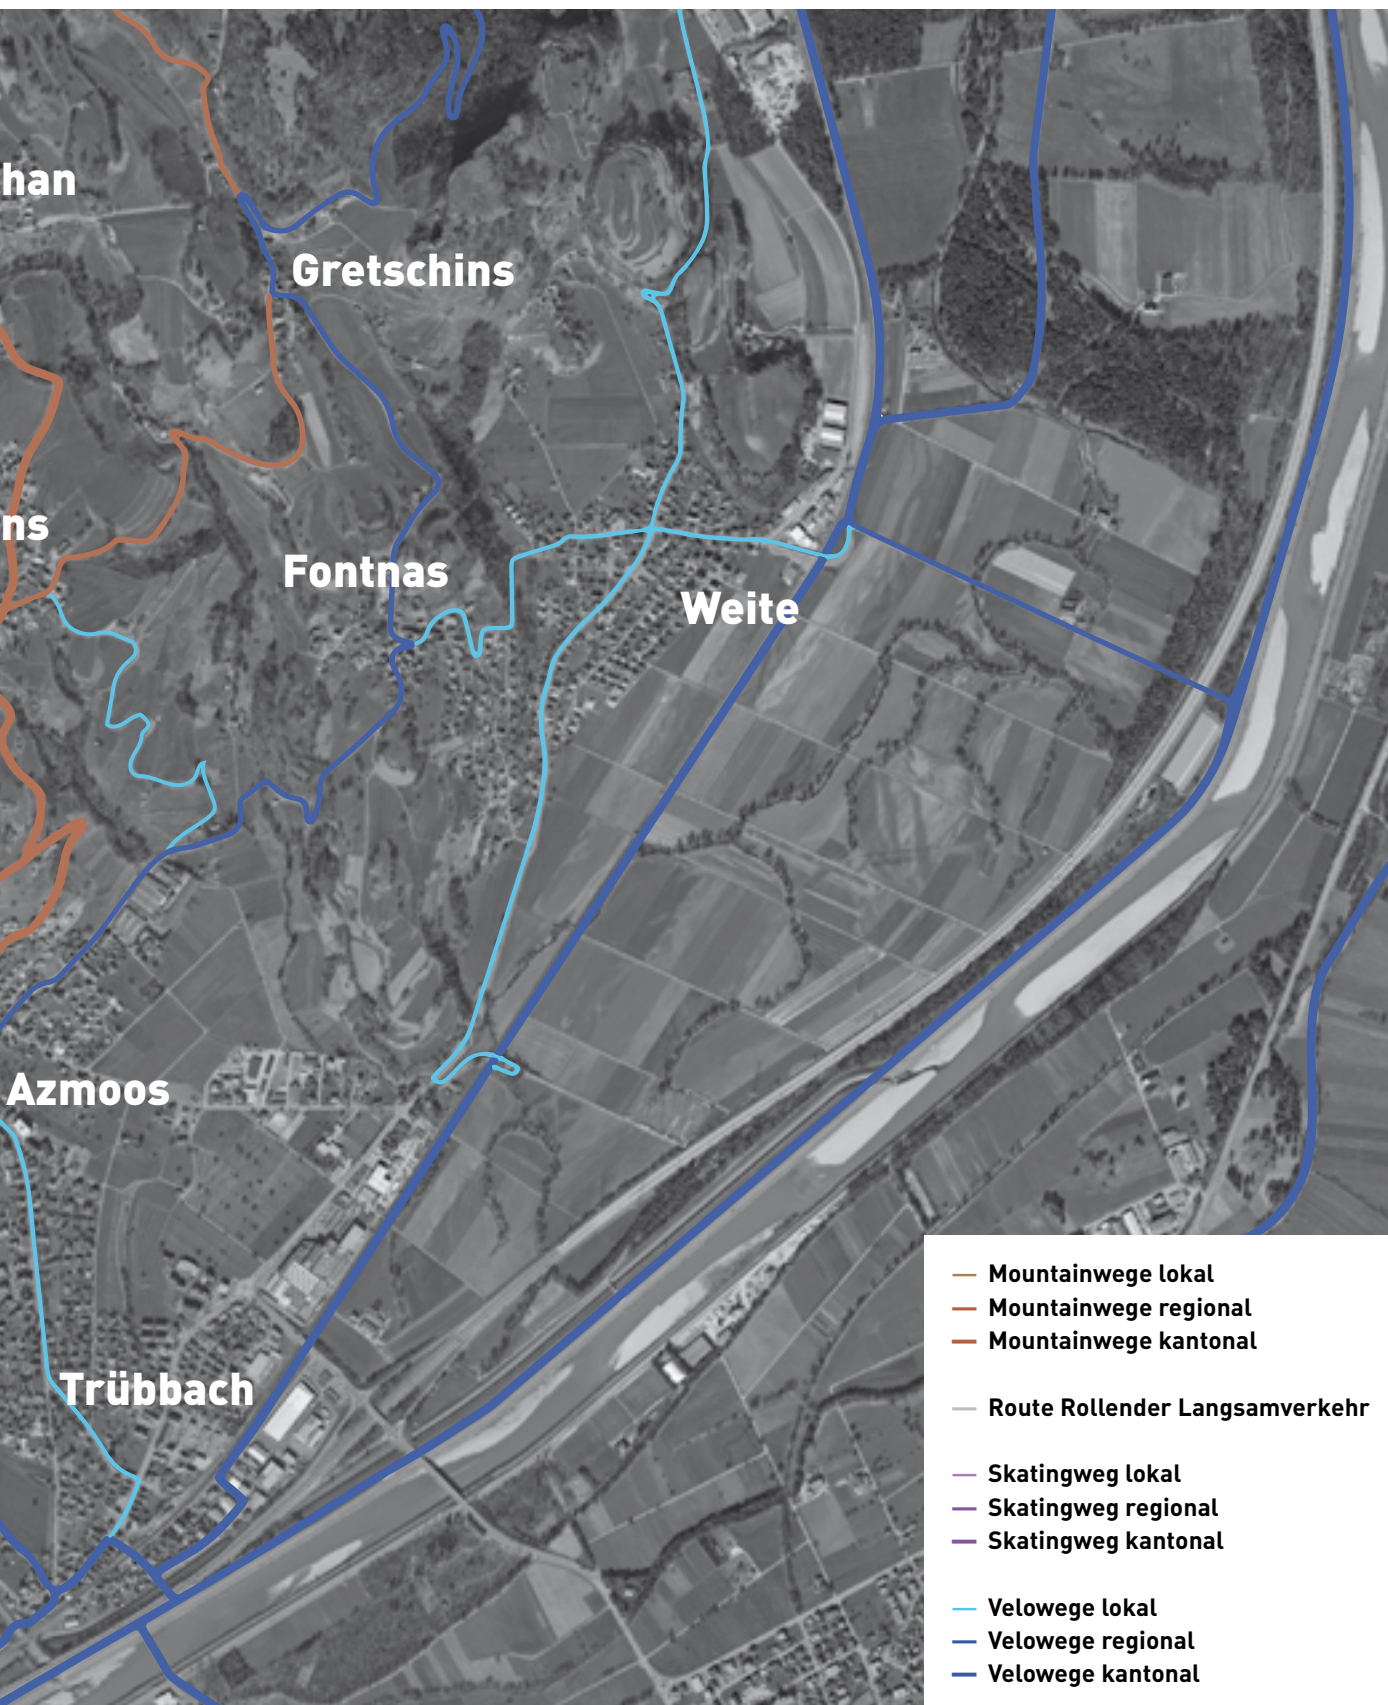 han
Gretschins
ns
Fontnas
Weite
Azmoos
Trübbach
Mountainwege lokal
Mountainwege regional
Mountainwege kantonal
Route Rollender Langsamverkehr
Skatingweg lokal
Skatingweg regional
Skatingweg kantonal
Velowege lokal
Velowege regional
Velowege kantonal